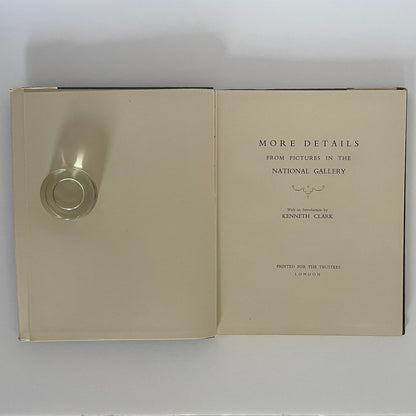 MORE DETAILS
FROM PICTURES IN THE
NATIONAL GALLERY
With an Introduction by
KENNETH CLARK
PRINTED FOR THE TRUSTEES
LONDON